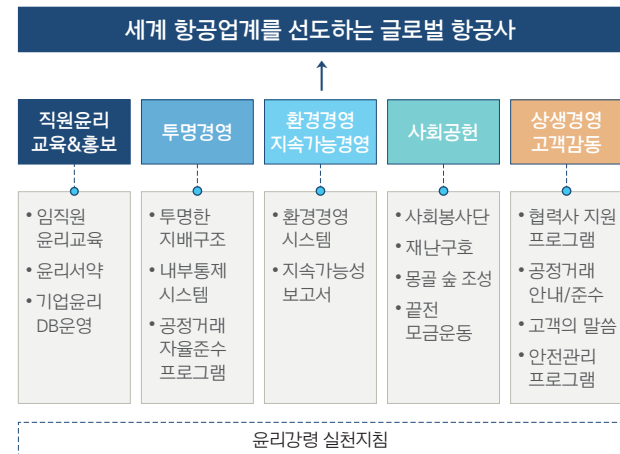 세계 항공업계를 선도하는 글로벌 항공사
직원윤리
교육&홍보
투명경영
환경경영
지속가능경영
사회공헌
상생경영
고객감동
• 임직원
윤리교육
• 윤리서약
• 기업윤리
DB운영
• 투명한
지배구조
• 내부통제
시스템
• 공정거래
자율준수
프로그램
• 환경경영
시스템
• 지속가능성
보고서
• 사회봉사단
• 재난구호
• 몽골 숲 조성
• 끝전
모금운동
• 협력사 지원
프로그램
• 공정거래
안내/준수
• 고객의 말씀
• 안전관리
프로그램
윤리강령 실천지침